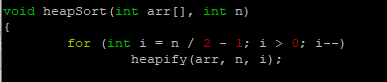 void heapSort(int arr[], int n)
{
for (int i = n / 2 - 1; i > 0; i--)
heapify(arr, n, i);